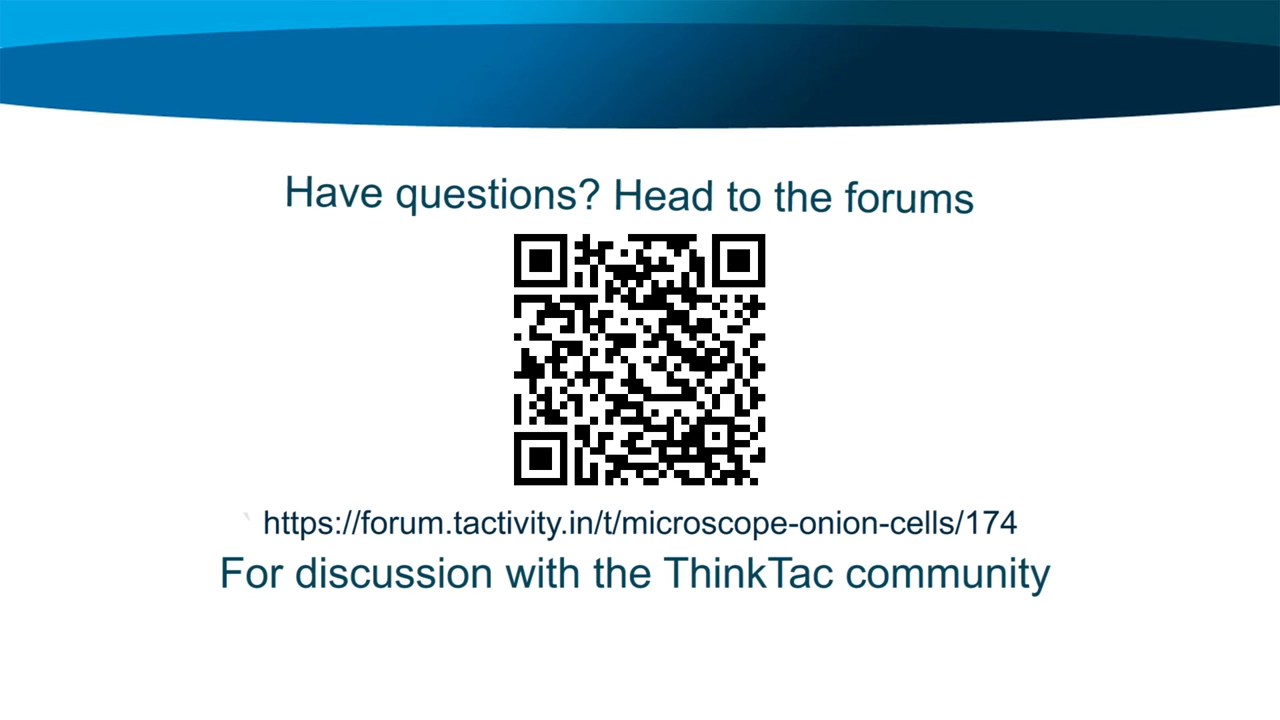 Have questions? Head to the forums
https://forum.tactivity.in/t/microscope-onion-cells/174
For discussion with the ThinkTac community